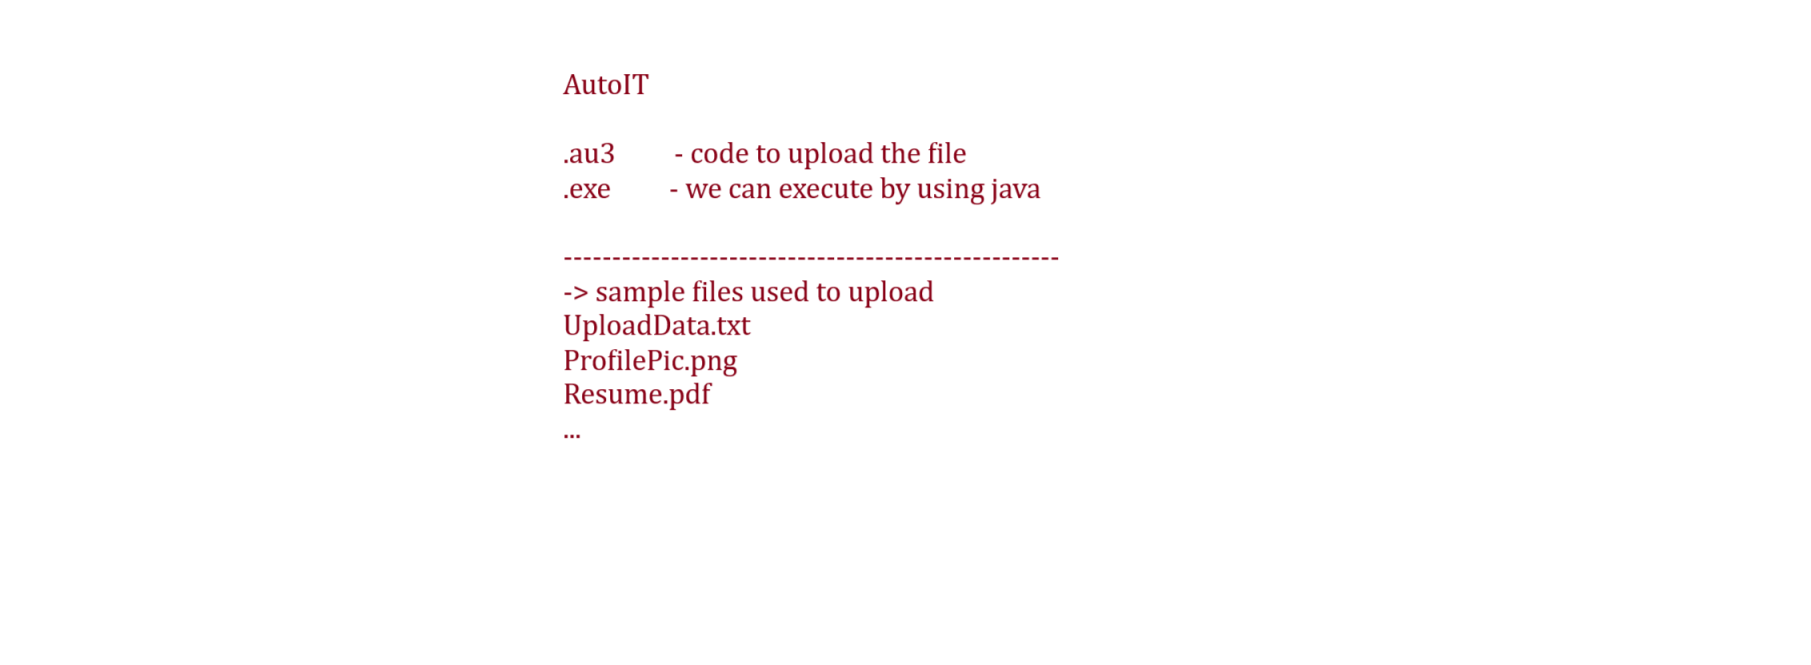 AutoIT
.au3 - code to upload the file
.exe - we can execute by using java
---------------------------------------------------
-> sample files used to upload
UploadData.txt
ProfilePic.png
Resume.pdf
...